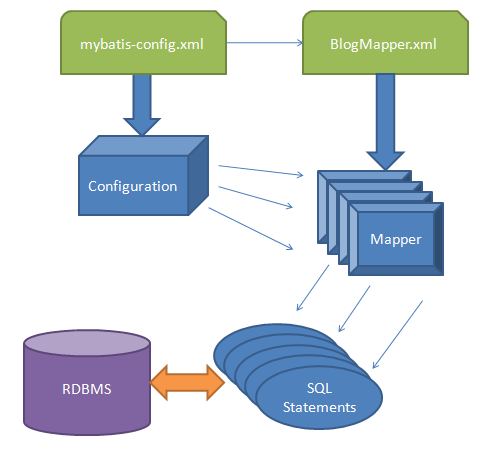 mybatis-config.xml
BlogMapper.xml
Configuration
Mapper
RDBMS
SQL
Statements